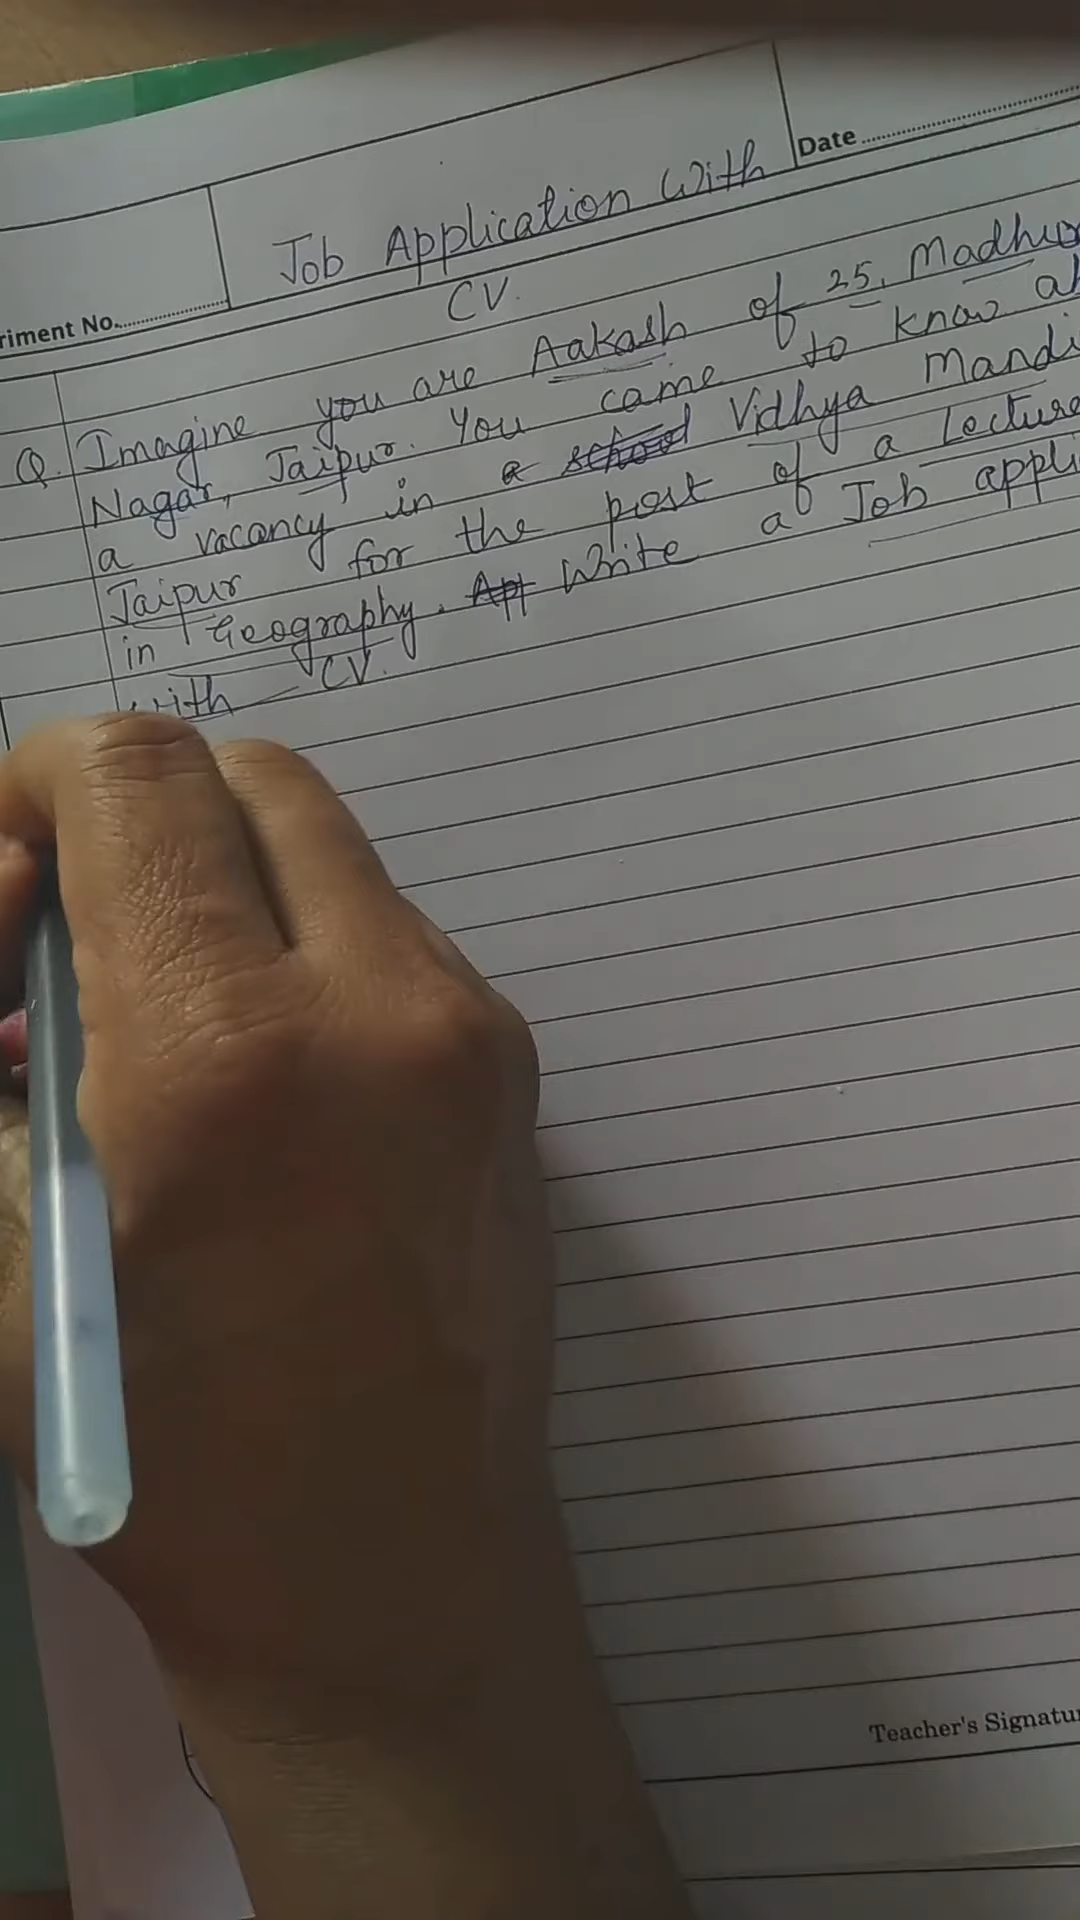 Date
Job Application With
CV.
riment No.
Q. Imagine you are Aakash of 25, Madhu
Nagar, Jaipur. You came to know
a vacancy in a school Vidhya Mandi
Jaipur for the post of a Lecture
in Geography. App Write a Job appli
with CV.
Teacher's Signatu